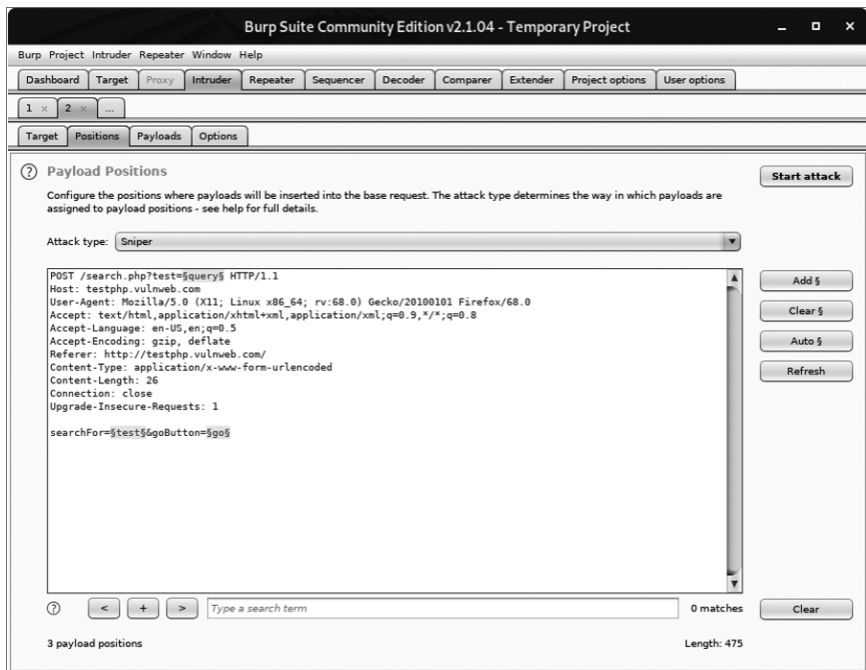 Burp Suite Community Edition v2.1.04 - Temporary Project
Burp Project Intruder Repeater Window Help
Dashboard Target Proxy Intruder Repeater Sequencer Decoder Comparer Extender Project options User options
1 × 2 × ...
Target Positions Payloads Options
? Payload Positions
Start attack
Configure the positions where payloads will be inserted into the base request. The attack type determines the way in which payloads are
assigned to payload positions - see help for full details.
Attack type: Sniper
POST /search.php?test=§query§ HTTP/1.1
Host: testphp.vulnweb.com
User-Agent: Mozilla/5.0 (X11; Linux x86_64; rv:68.0) Gecko/20100101 Firefox/68.0
Accept: text/html,application/xhtml+xml,application/xml;q=0.9,*/*;q=0.8
Accept-Language: en-US,en;q=0.5
Accept-Encoding: gzip, deflate
Referer: http://testphp.vulnweb.com/
Content-Type: application/x-www-form-urlencoded
Content-Length: 26
Connection: close
Upgrade-Insecure-Requests: 1
searchFor=§test§&goButton=§go§
Add §
Clear §
Auto §
Refresh
? < + > Type a search term 0 matches Clear
3 payload positions Length: 475